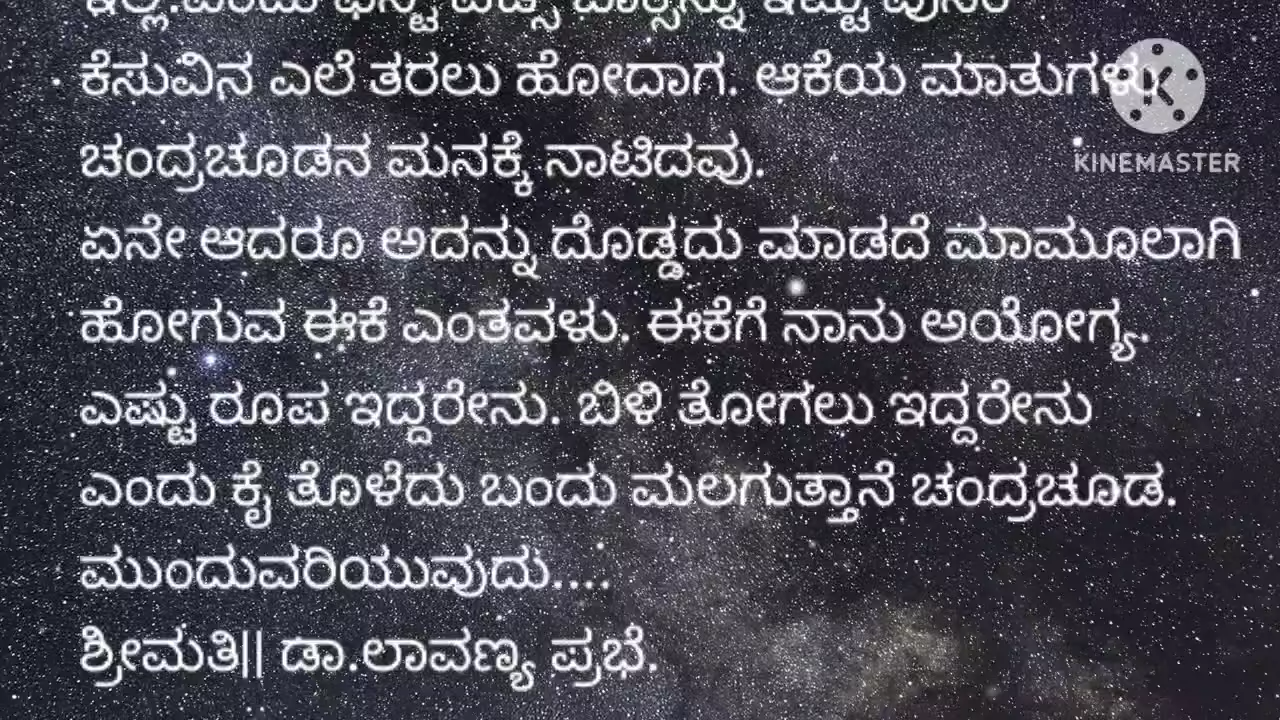 ಕೆಸುವಿನ ಎಲೆ ತರಲು ಹೋದಾಗ. ಆಕೆಯ ಮಾತುಗಳು
KINEMASTER
ಚಂದ್ರಚೂಡನ ಮನಕ್ಕೆ ನಾಟಿದವು.
ಏನೇ ಆದರೂ ಅದನ್ನು ದೊಡ್ಡದು ಮಾಡದೆ ಮಾಮೂಲಾಗಿ
ಹೋಗುವ ಈಕೆ ಎಂತವಳು. ಈಕೆಗೆ ನಾನು ಅಯೋಗ್ಯ.
ಎಷ್ಟು ರೂಪ ಇದ್ದರೇನು. ಬಿಳಿ ತೋಗಲು ಇದ್ದರೇನು
ಎಂದು ಕೈ ತೊಳೆದು ಬಂದು ಮಲಗುತ್ತಾನೆ ಚಂದ್ರಚೂಡ.
ಮುಂದುವರಿಯುವುದು....
ಶ್ರೀಮತಿ|| ಡಾ.ಲಾವಣ್ಯ ಪ್ರಭೆ.